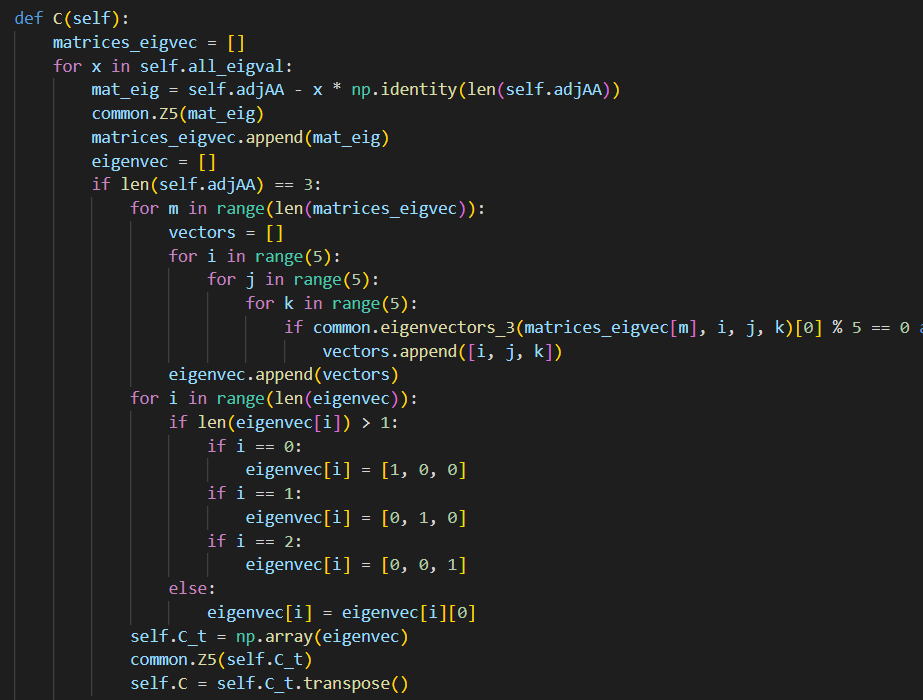 def C(self):
    matrices_eigvec = []
    for x in self.all_eigval:
        mat_eig = self.adjAA - x * np.identity(len(self.adjAA))
        common.Z5(mat_eig)
        matrices_eigvec.append(mat_eig)
        eigenvec = []
        if len(self.adjAA) == 3:
            for m in range(len(matrices_eigvec)):
                vectors = []
                for i in range(5):
                    for j in range(5):
                        for k in range(5):
                            if common.eigenvectors_3(matrices_eigvec[m], i, j, k)[0] % 5 == 0
                                vectors.append([i, j, k])
                eigenvec.append(vectors)
            for i in range(len(eigenvec)):
                if len(eigenvec[i]) > 1:
                    if i == 0:
                        eigenvec[i] = [1, 0, 0]
                    if i == 1:
                        eigenvec[i] = [0, 1, 0]
                    if i == 2:
                        eigenvec[i] = [0, 0, 1]
                else:
                    eigenvec[i] = eigenvec[i][0]
            self.C_t = np.array(eigenvec)
            common.Z5(self.C_t)
            self.C = self.C_t.transpose()